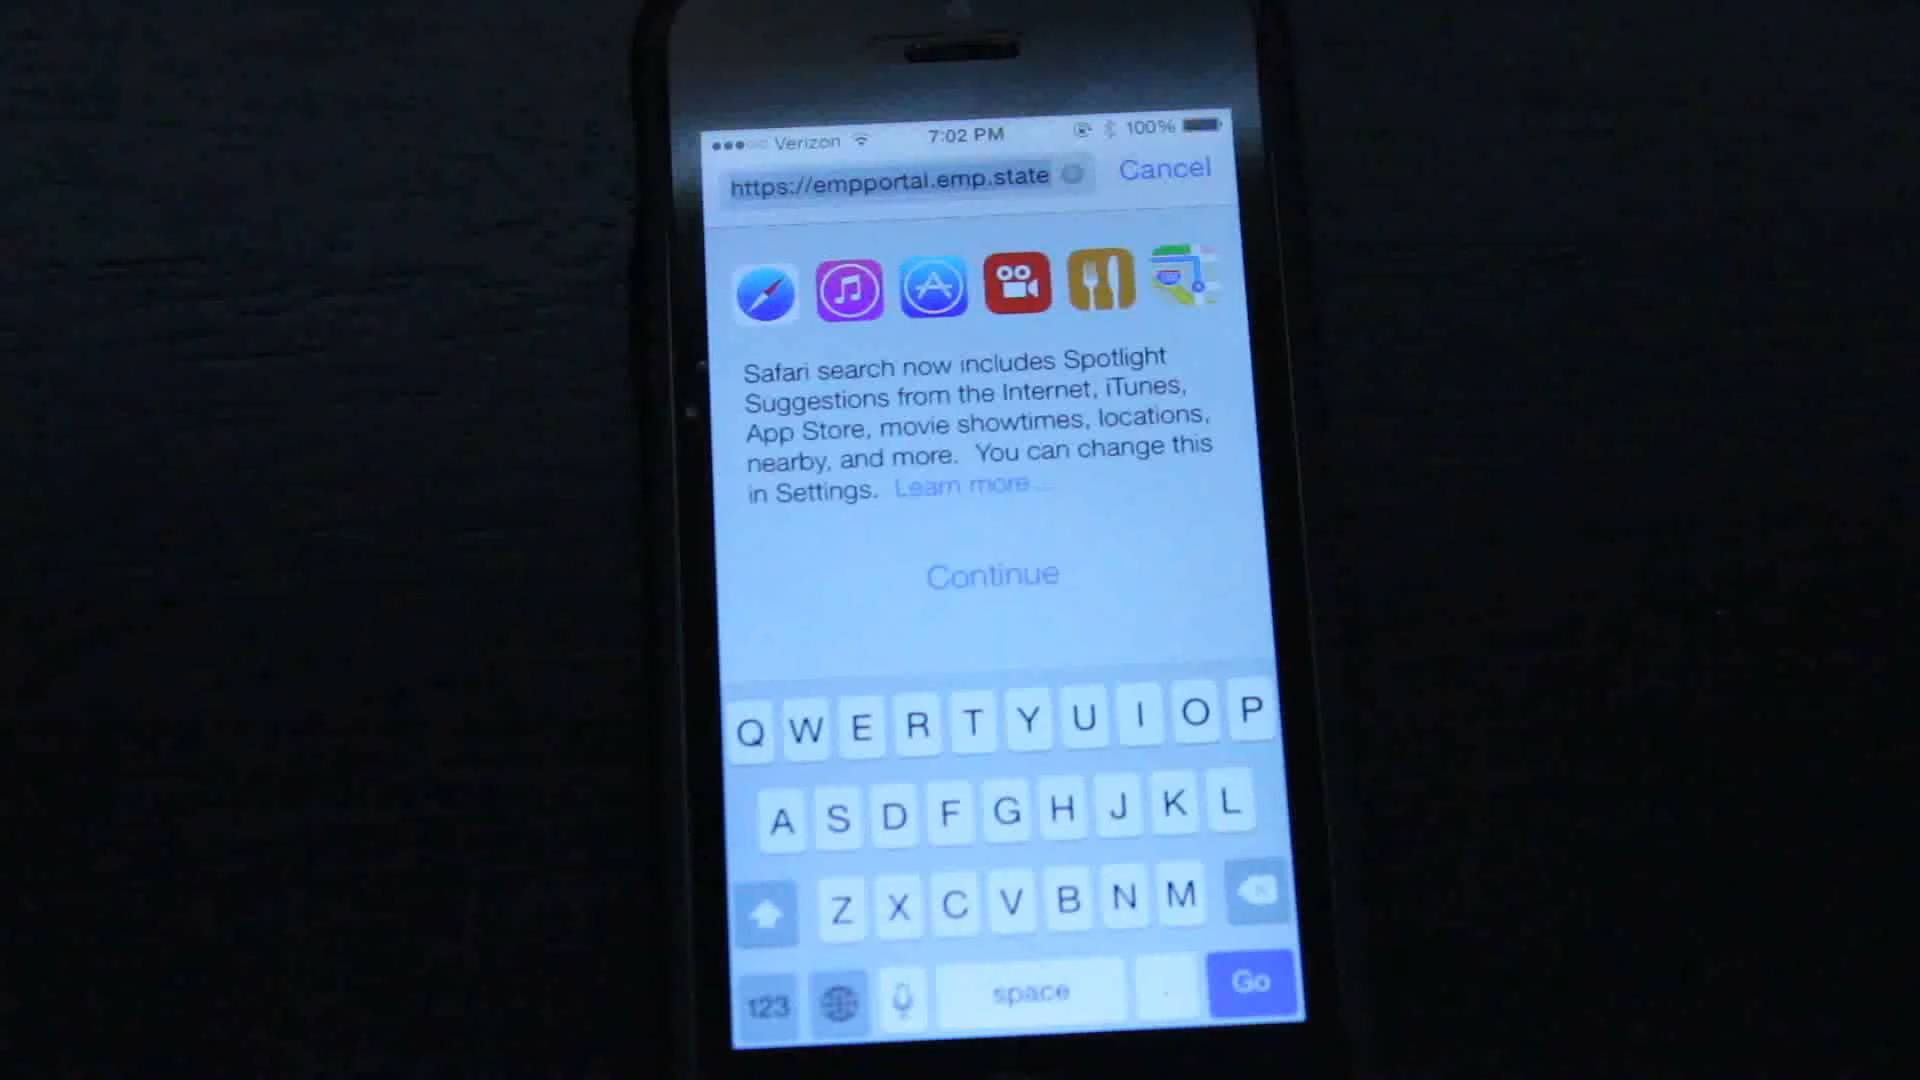 Verizon 7:02 PM 100%
https://empportal.emp.state Cancel
Safari search now includes Spotlight
Suggestions from the Internet, iTunes,
App Store, movie showtimes, locations,
nearby, and more. You can change this
in Settings. Learn more...
Continue
Q W E R T Y U I O P
A S D F G H J K L
Z X C V B N M
123 space . Go